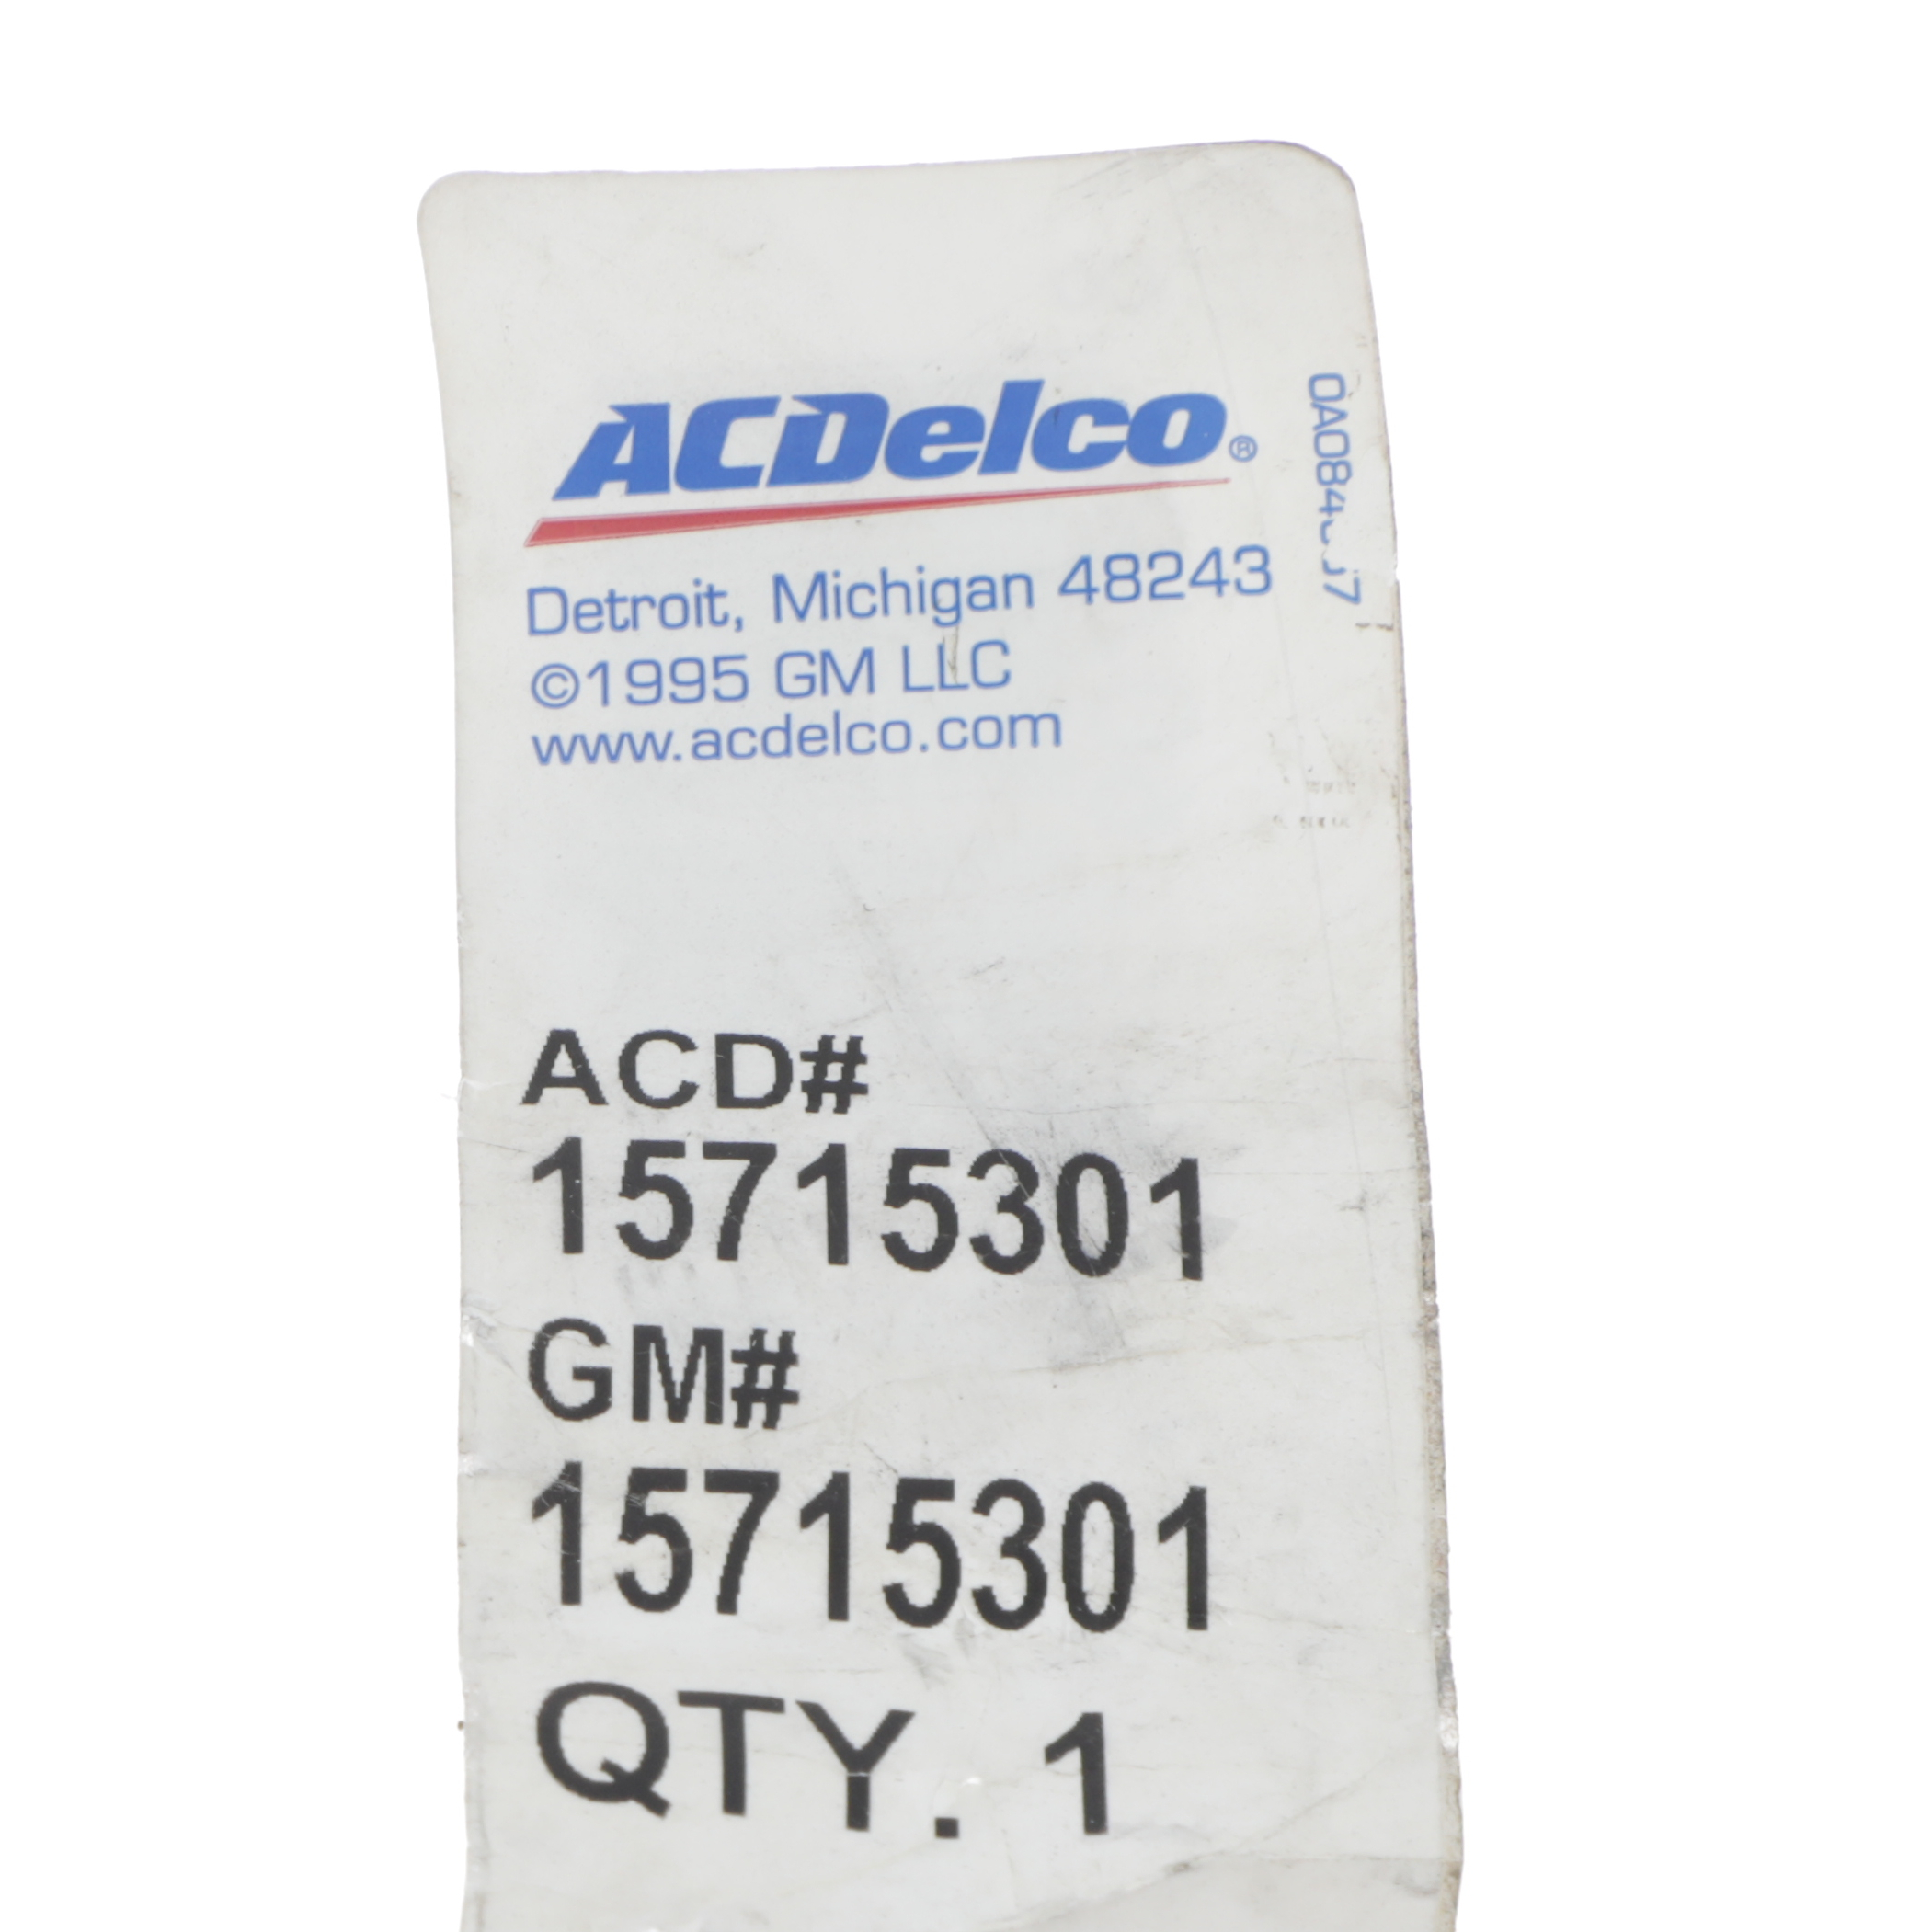 ACDelco®
Detroit, Michigan 48243
©1995 GM LLC
www.acdelco.com
ACD#
15715301
GM#
15715301
QTY. 1